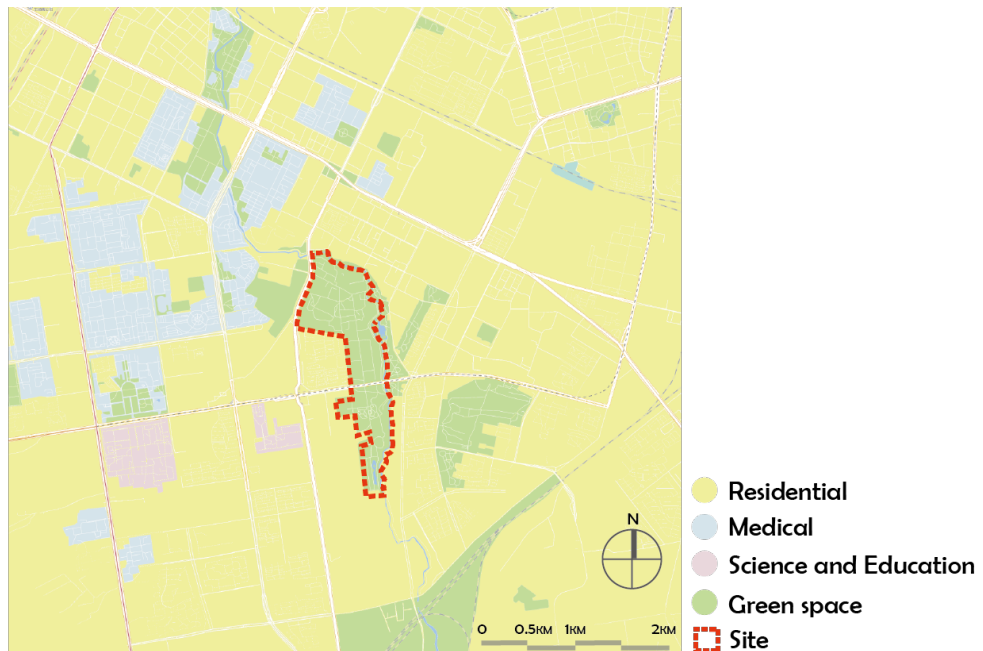 N
0 0.5KM 1KM 2KM
Residential
Medical
Science and Education
Green space
Site